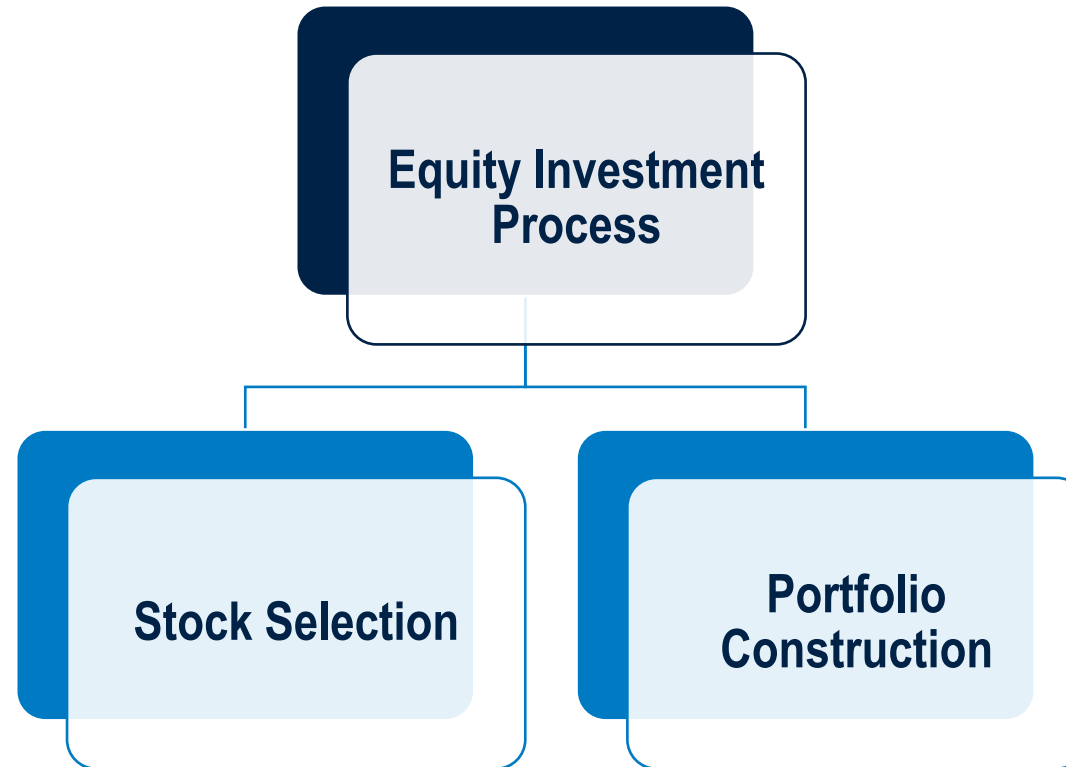 Equity Investment
Process
Stock Selection
Portfolio
Construction